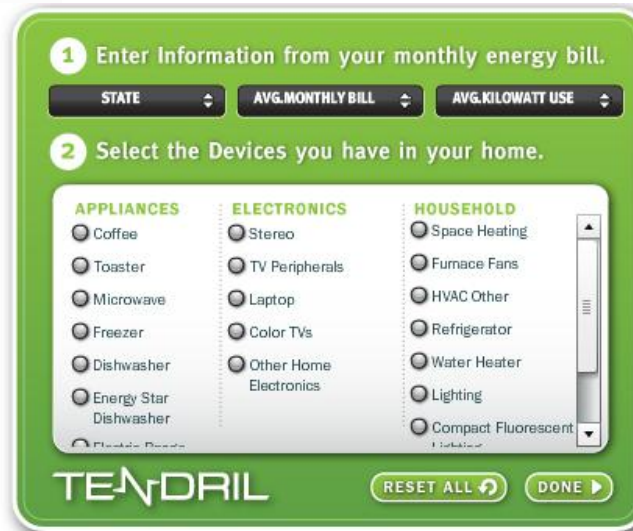 1 Enter Information from your monthly energy bill.
STATE
AVG.MONTHLY BILL
AVG.KILOWATT USE
2 Select the Devices you have in your home.
APPLIANCES
Coffee
Toaster
Microwave
Freezer
Dishwasher
Energy Star
Dishwasher
Electric Range
ELECTRONICS
Stereo
TV Peripherals
Laptop
Color TVs
Other Home
Electronics
HOUSEHOLD
Space Heating
Furnace Fans
HVAC Other
Refrigerator
Water Heater
Lighting
Compact Fluorescent
Lighting
TENDRIL
RESET ALL
DONE